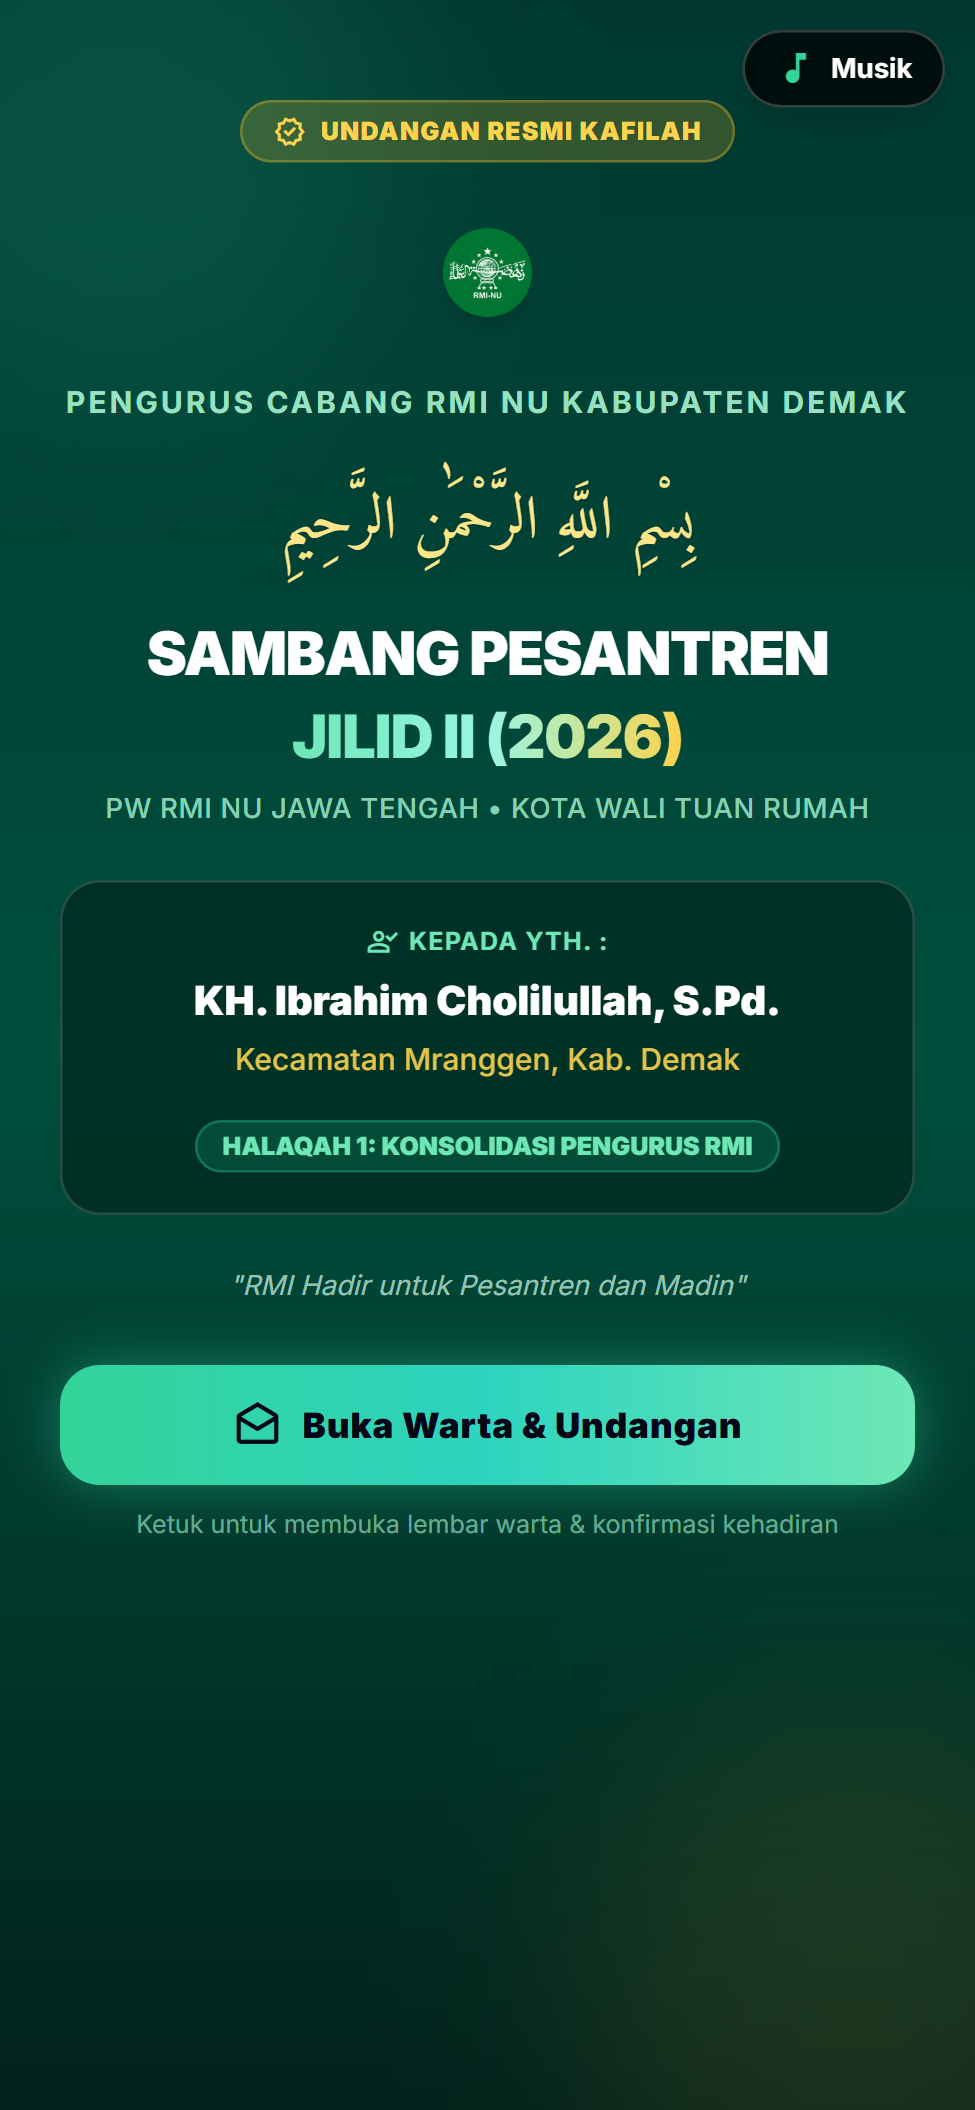 Musik
UNDANGAN RESMI KAFILAH
RMI-NU
PENGURUS CABANG RMI NU KABUPATEN DEMAK
بِسْمِ اللَّهِ الرَّحْمَٰنِ الرَّحِيمِ
SAMBANG PESANTREN
JILID II (2026)
PW RMI NU JAWA TENGAH • KOTA WALI TUAN RUMAH
KEPADA YTH. :
KH. Ibrahim Cholilullah, S.Pd.
Kecamatan Mranggen, Kab. Demak
HALAQAH 1: KONSOLIDASI PENGURUS RMI
"RMI Hadir untuk Pesantren dan Madin"
Buka Warta & Undangan
Ketuk untuk membuka lembar warta & konfirmasi kehadiran